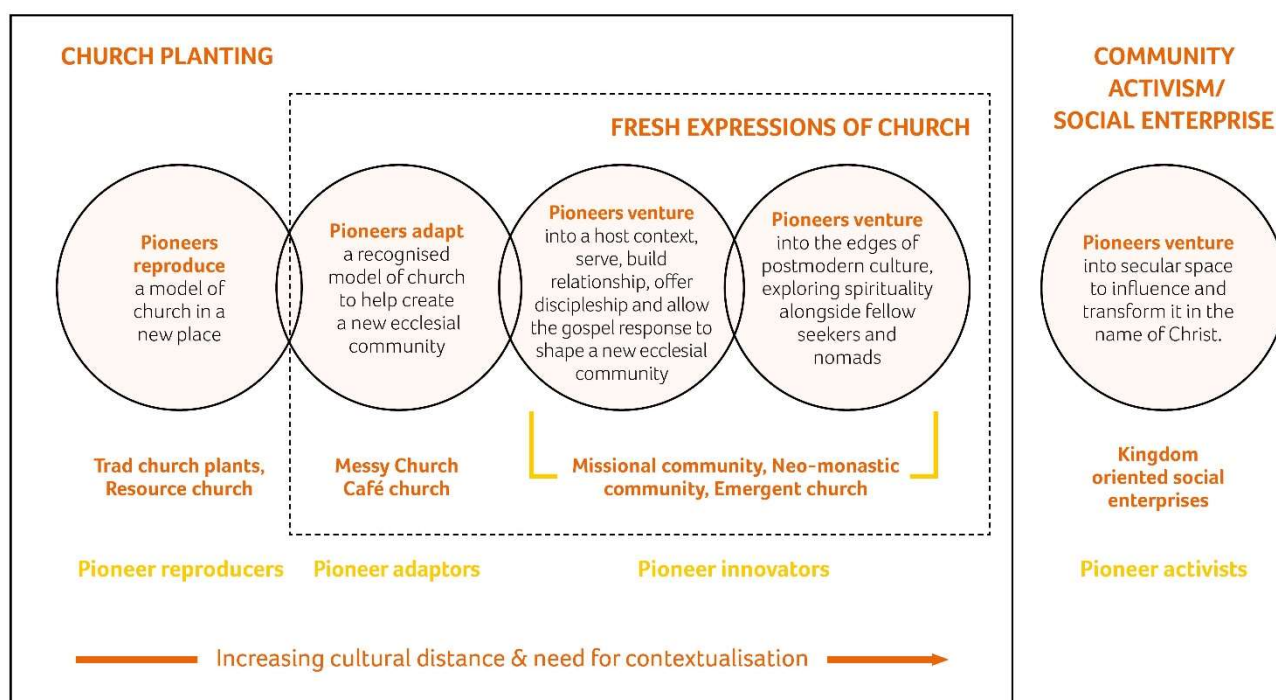 CHURCH PLANTING
FRESH EXPRESSIONS OF CHURCH
COMMUNITY
ACTIVISM/
SOCIAL ENTERPRISE
Pioneers
reproduce
a model of
church in a
new place
Pioneers adapt
a recognised
model of church
to help create
a new ecclesial
community
Pioneers venture
into a host context,
serve, build
relationship, offer
discipleship and allow
the gospel response to
shape a new ecclesial
community
Pioneers venture
into the edges of
postmodern culture,
exploring spirituality
alongside fellow
seekers and
nomads
Pioneers venture
into secular space
to influence and
transform it in the
name of Christ.
Trad church plants,
Resource church
Messy Church
Café church
Missional community, Neo-monastic
community, Emergent church
Kingdom
oriented social
enterprises
Pioneer reproducers
Pioneer adaptors
Pioneer innovators
Pioneer activists
Increasing cultural distance & need for contextualisation